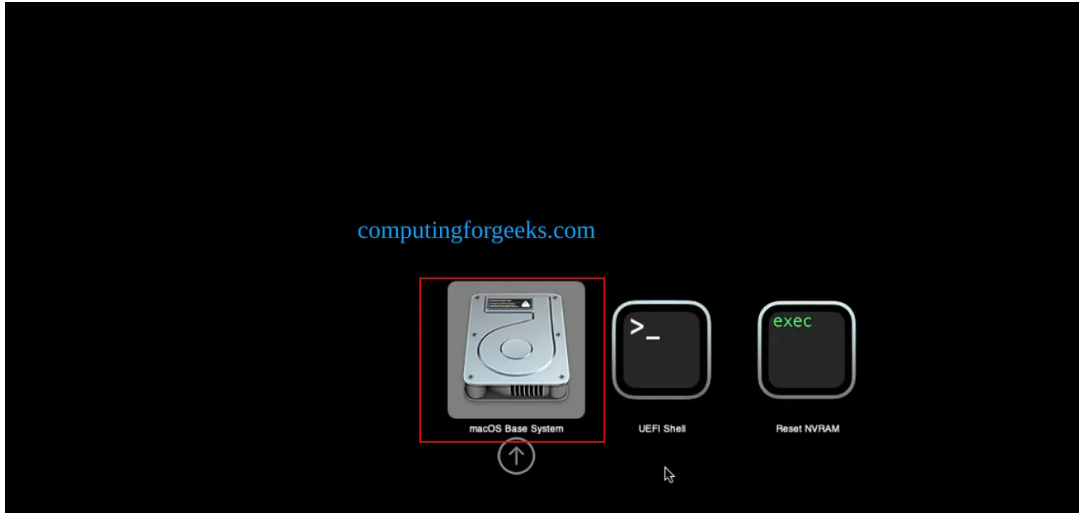 computingforgeeks.com
>_
exec
macOS Base System
UEFI Shell
Reset NVRAM